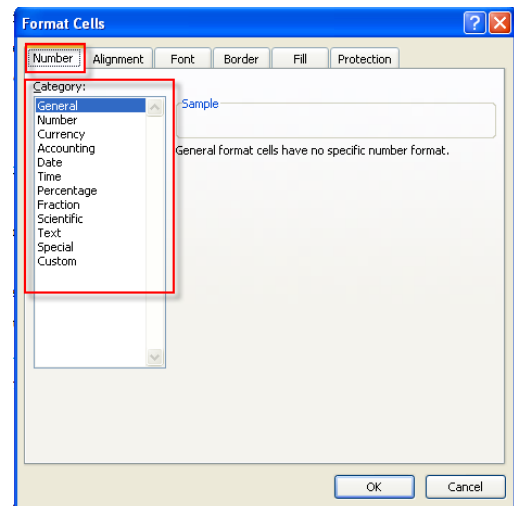 Format Cells
Number Alignment Font Border Fill Protection
Category:
General
Number
Currency
Accounting
Date
Time
Percentage
Fraction
Scientific
Text
Special
Custom
Sample
General format cells have no specific number format.
OK Cancel